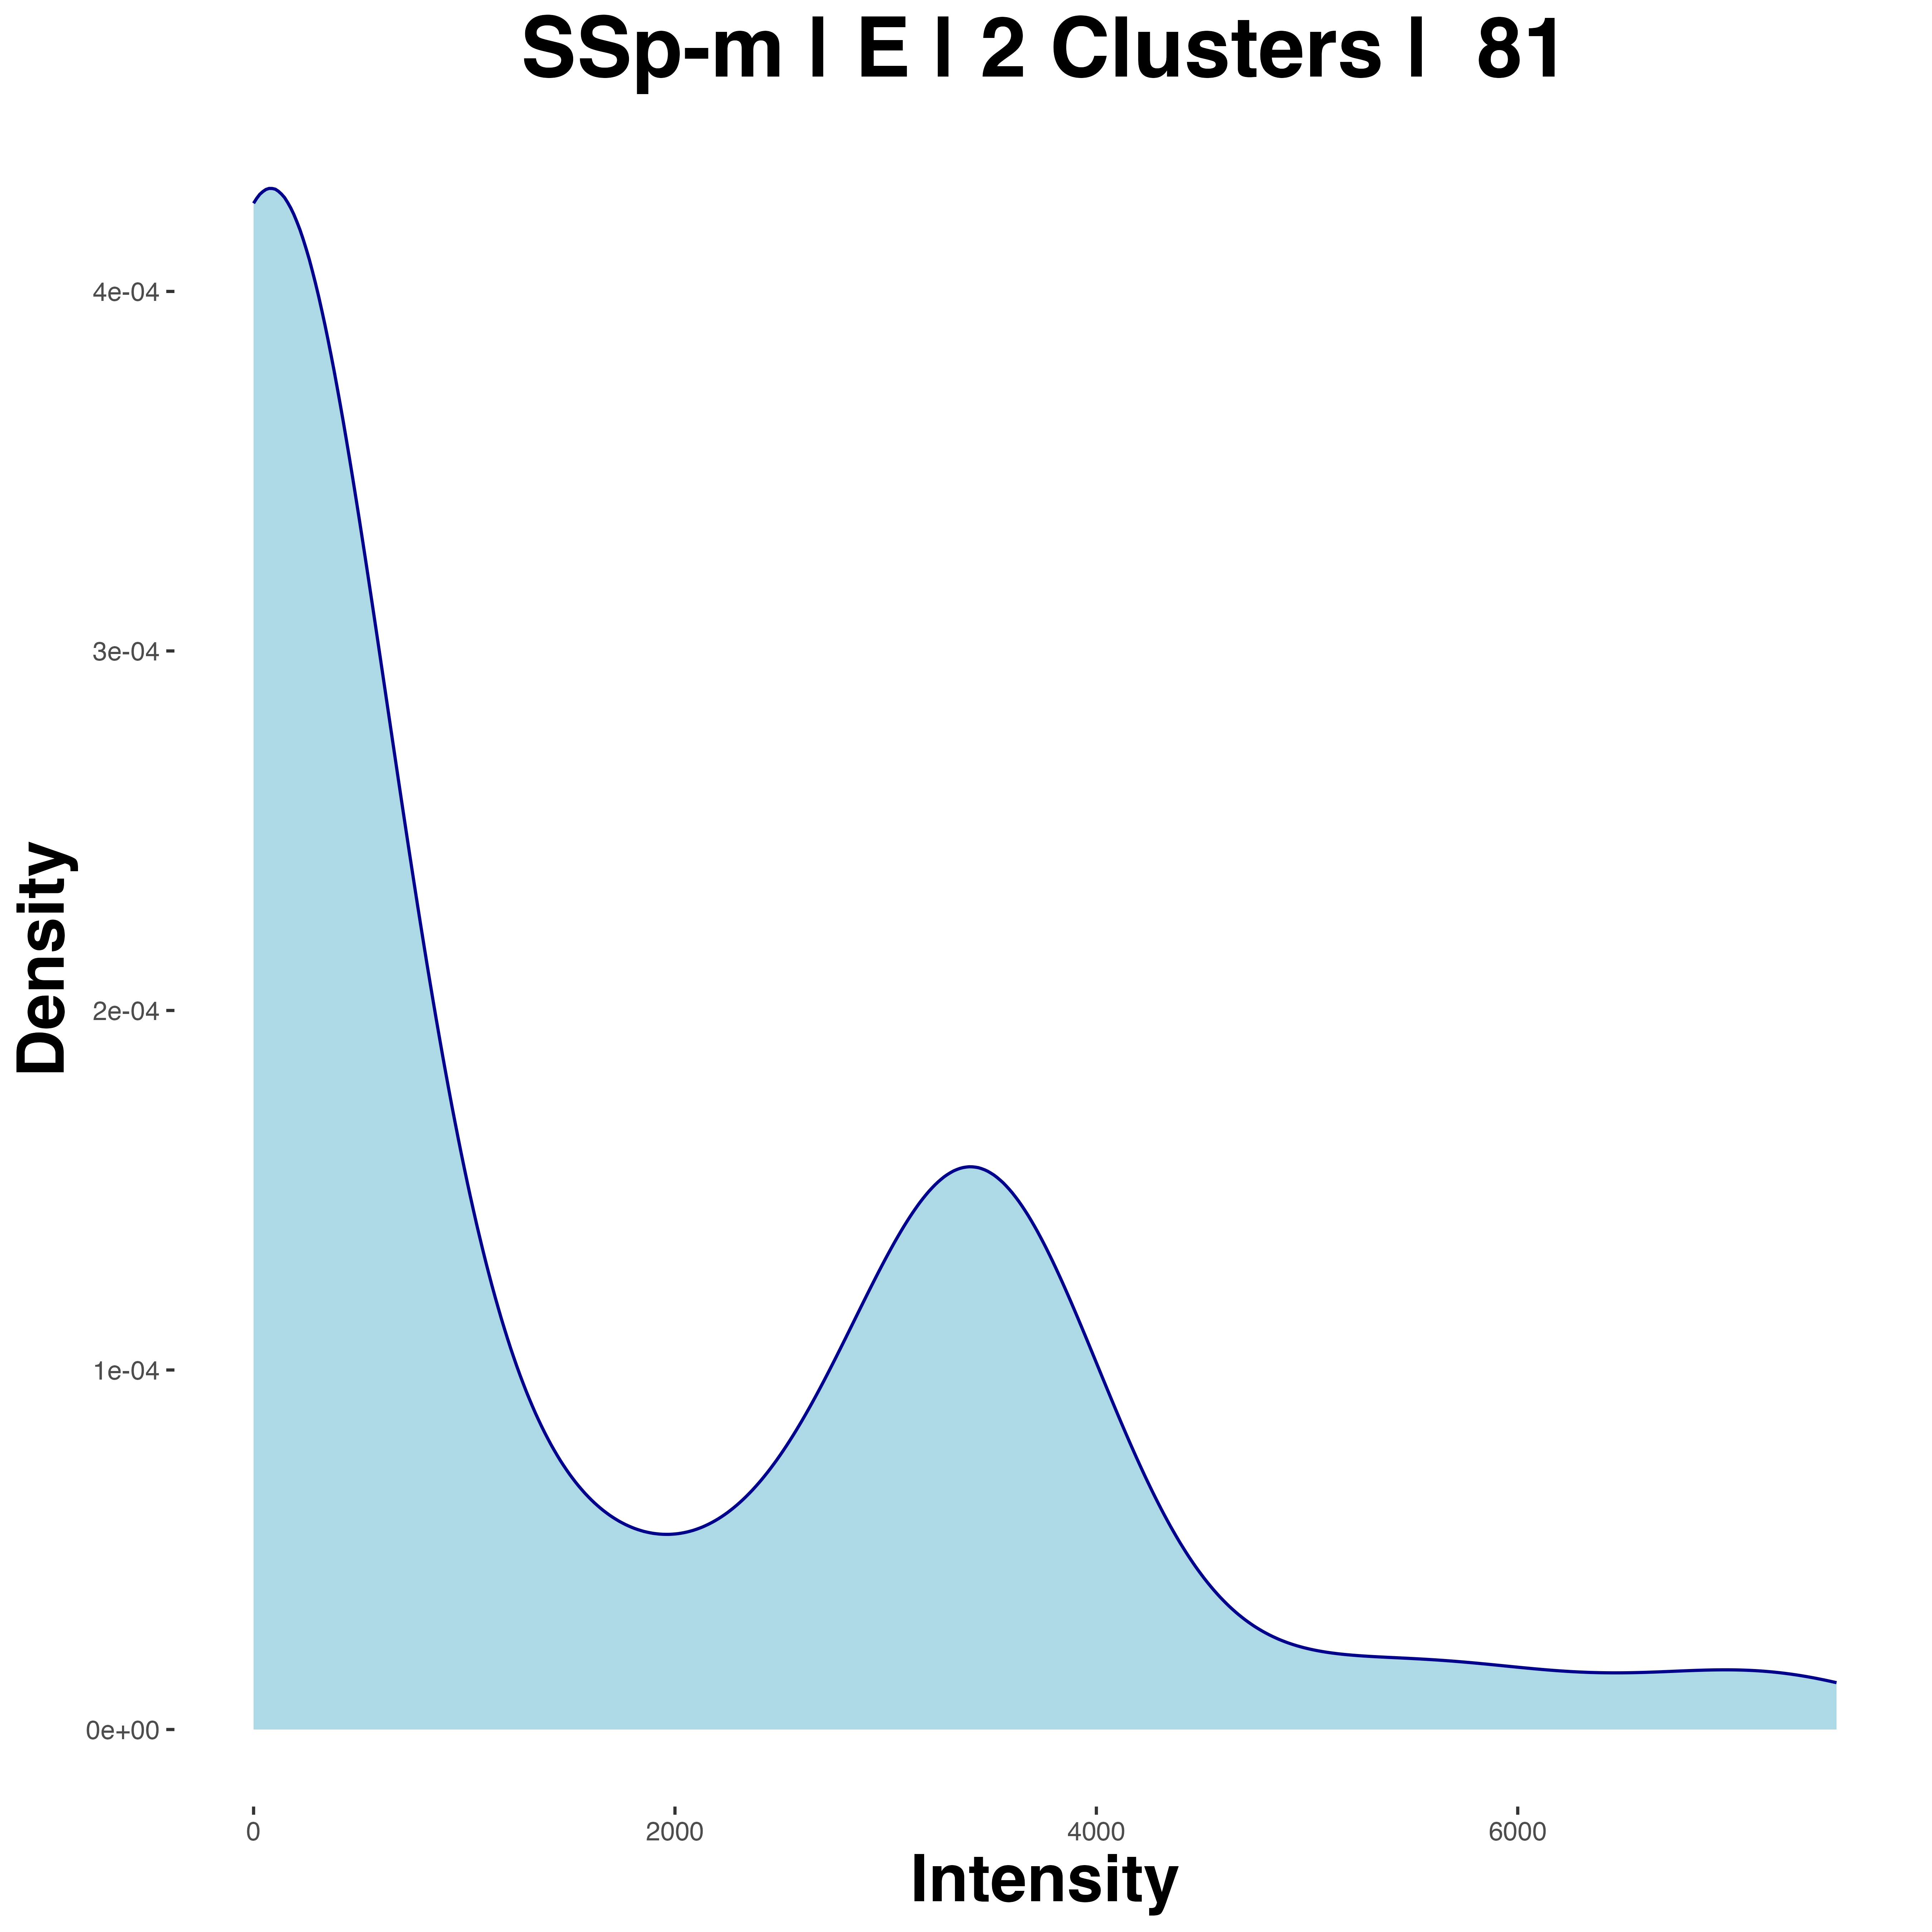 SSp-m | E | 2 Clusters | 81
Density
4e-04
3e-04
2e-04
1e-04
0e+00
0 2000 4000 6000
Intensity